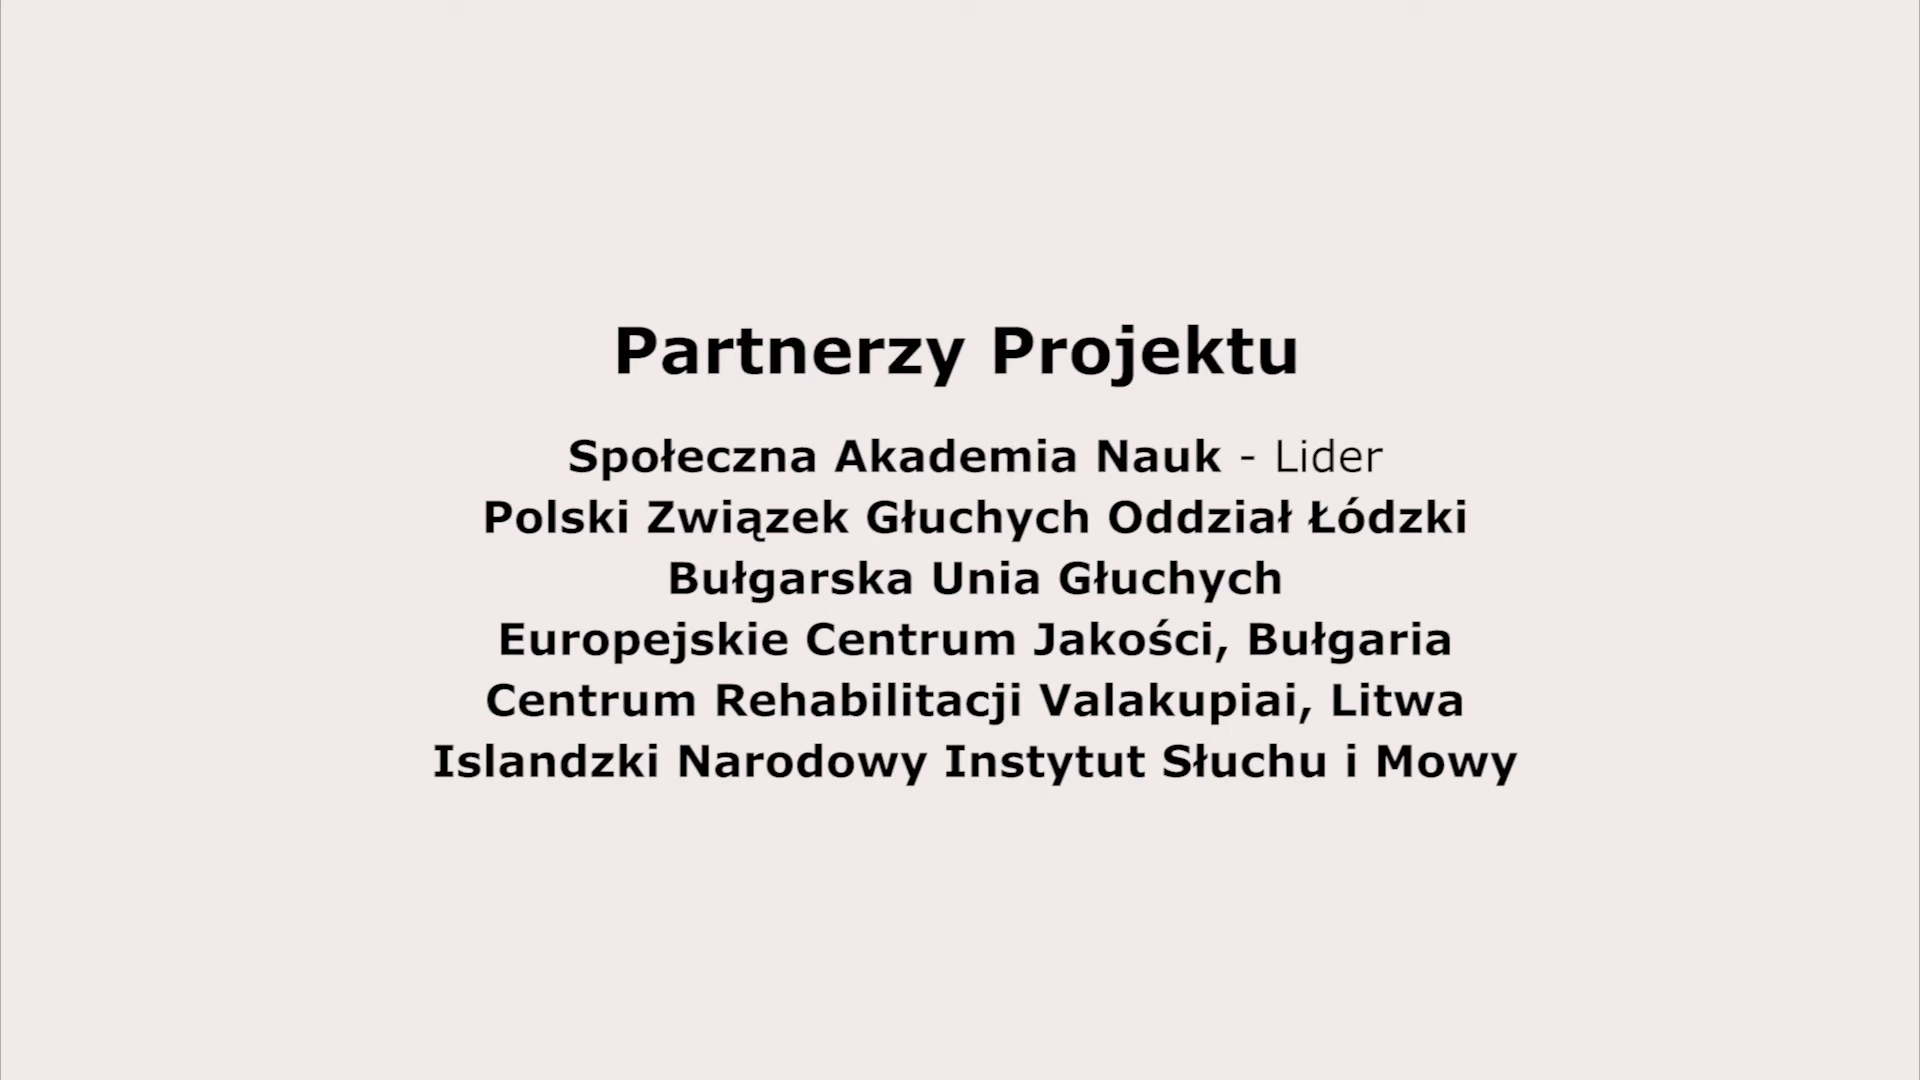 Partnerzy Projektu
Społeczna Akademia Nauk - Lider
Polski Związek Głuchych Oddział Łódzki
Bułgarska Unia Głuchych
Europejskie Centrum Jakości, Bułgaria
Centrum Rehabilitacji Valakupiai, Litwa
Islandzki Narodowy Instytut Słuchu i Mowy